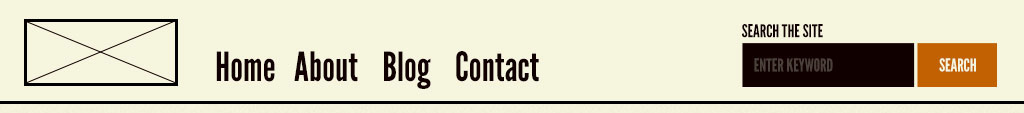 SEARCH THE SITE
Home About Blog Contact
ENTER KEYWORD SEARCH